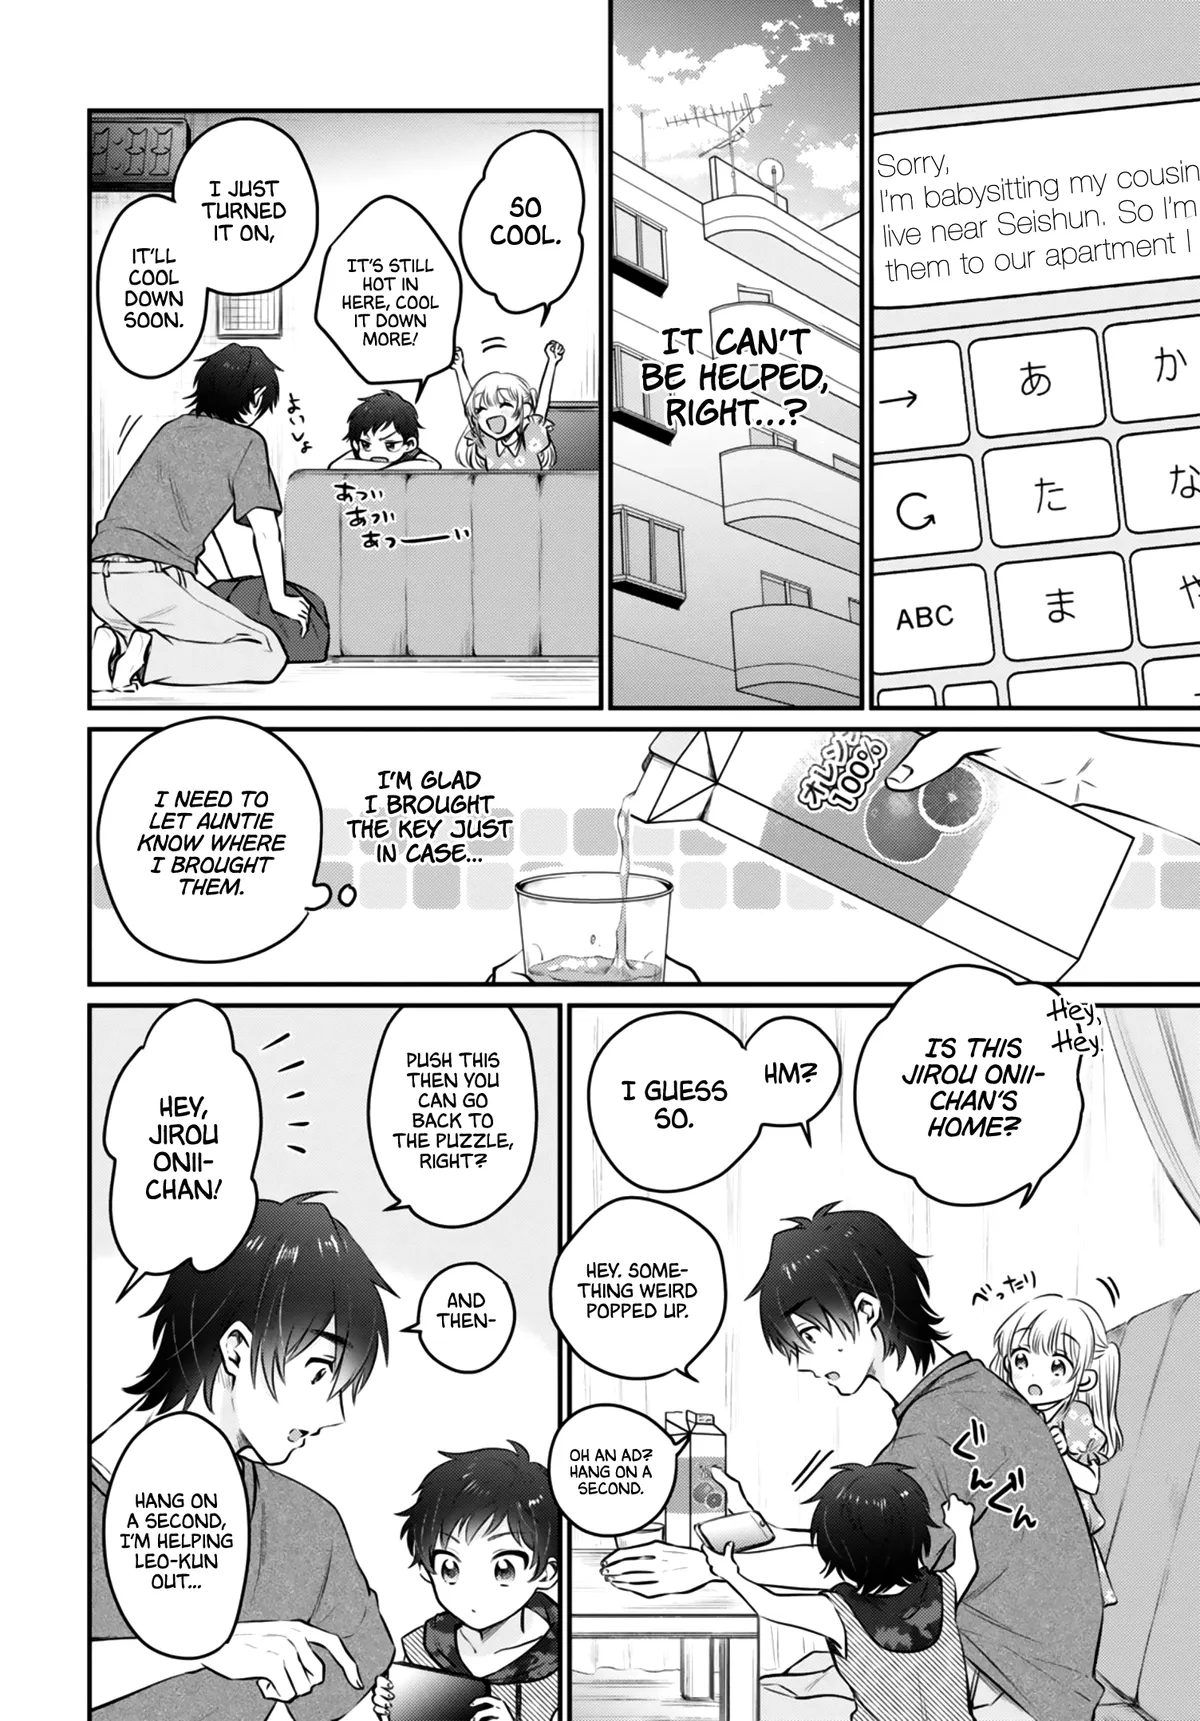 Sorry,
I'm babysitting my cousin
live near Seishun. So I'm
them to our apartment I
→
あ
か
た
な
ABC
ま
や
IT CAN'T
BE HELPED,
RIGHT...?
SO
COOL.
IT'S STILL
HOT IN
HERE, COOL
IT DOWN
MORE!
I JUST
TURNED
IT ON,
IT'LL
COOL
DOWN
SOON.
よいしょ
あつい
あつい
あつーい
オレンジ
100%
I'M GLAD
I BROUGHT
THE KEY JUST
IN CASE...
I NEED TO
LET AUNTIE
KNOW WHERE
I BROUGHT
THEM.
Hey,
Hey.
IS THIS
JIROU ONII-
CHAN'S
HOME?
HM?
I GUESS
SO.
べったり
HEY. SOME-
THING WEIRD
POPPED UP.
ぐんぐん
OH AN AD?
HANG ON A
SECOND.
PUSH THIS
THEN YOU
CAN GO
BACK TO
THE PUZZLE,
RIGHT?
AND
THEN-
HEY,
JIROU
ONII-
CHAN!
HANG ON
A SECOND,
I'M HELPING
LEO-KUN
OUT...